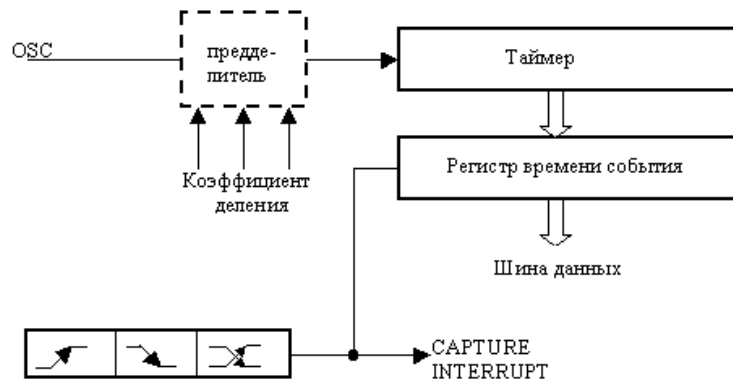 OSC
предде-
литель
Таймер
Регистр времени события
Коэффициент
деления
Шина данных
CAPTURE
INTERRUPT